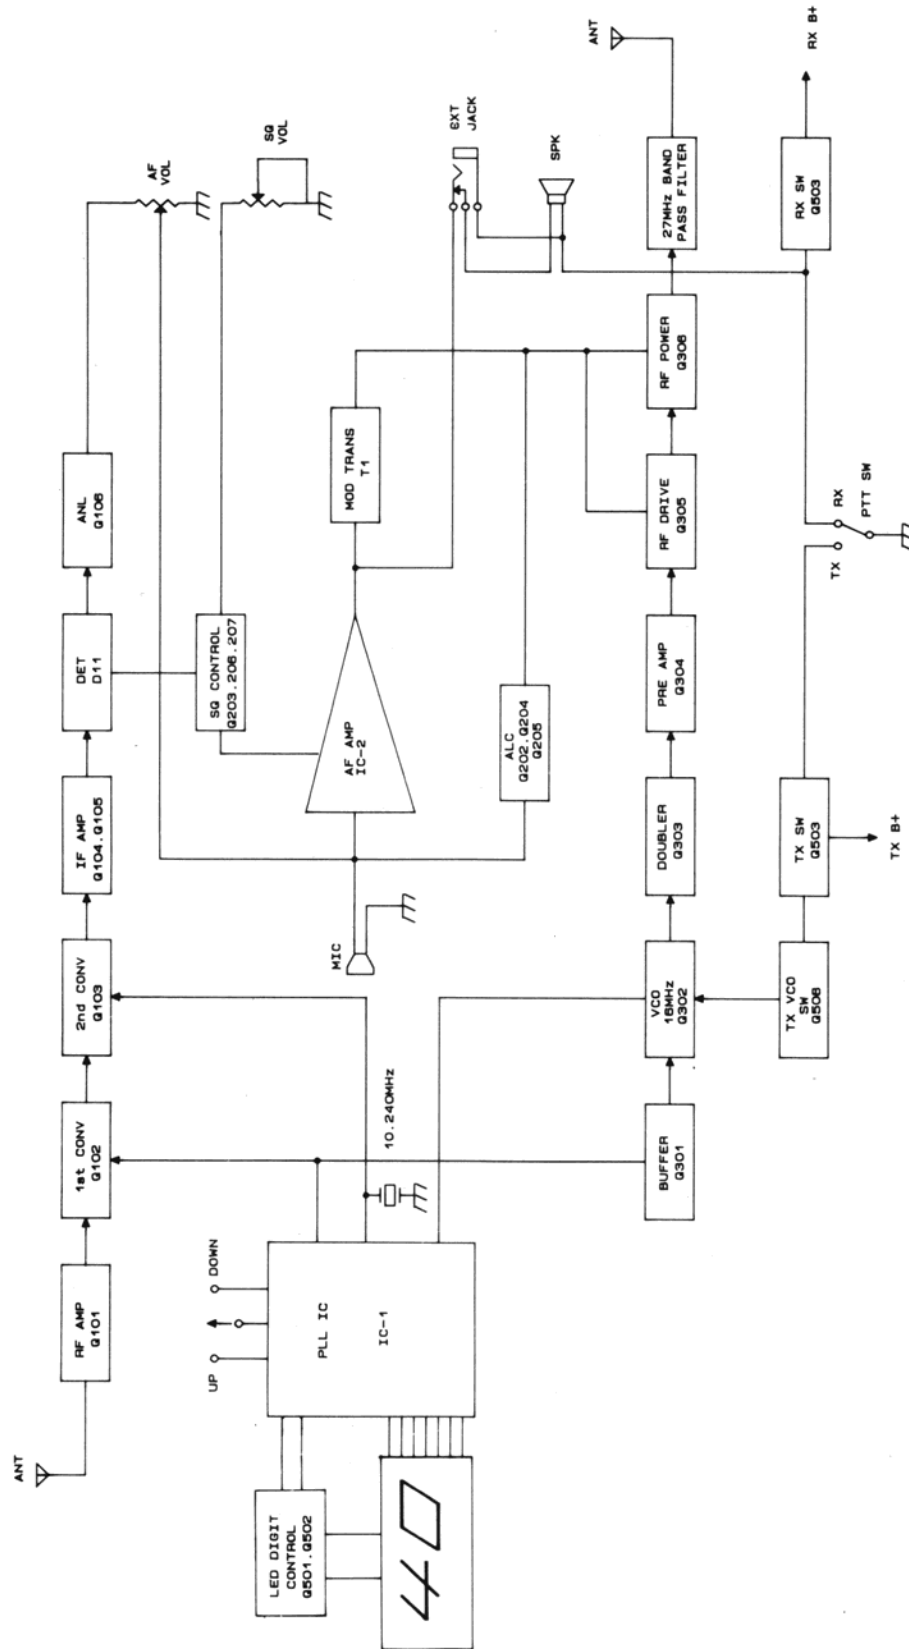 ANT
RF AMP
Q101
1st CONV
Q102
2nd CONV
Q103
IF AMP
Q104.Q105
DET
D11
ANL
Q106
AF
VOL
SQ
VOL
SQ CONTROL
Q203.206.207
UP
DOWN
PLL IC
IC-1
10.240MHz
LED DIGIT
CONTROL
Q501.Q502
40
MIC
AF AMP
IC-2
MOD TRANS
T1
EXT
JACK
SPK
ALC
Q202.Q204
Q205
BUFFER
Q301
VCO
16MHz
Q302
DOUBLER
Q303
PRE AMP
Q304
RF DRIVE
Q305
RF POWER
Q306
27MHz BAND
PASS FILTER
ANT
TX VCO
SW
Q506
TX SW
Q503
TX B+
TX
RX
PTT SW
RX SW
Q503
RX B+